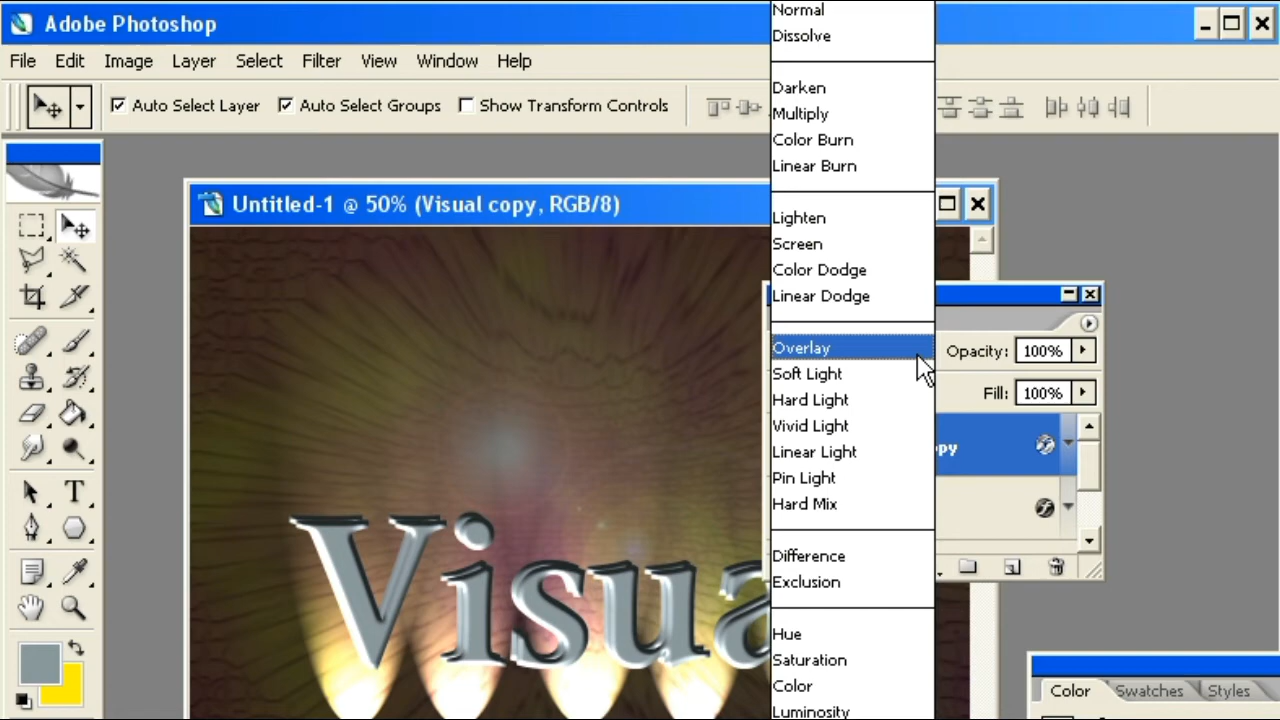 Adobe Photoshop
File Edit Image Layer Select Filter View Window Help
Auto Select Layer Auto Select Groups Show Transform Controls
Untitled-1 @ 50% (Visual copy, RGB/8)
Normal
Dissolve
Darken
Multiply
Color Burn
Linear Burn
Lighten
Screen
Color Dodge
Linear Dodge
Overlay
Soft Light
Hard Light
Vivid Light
Linear Light
Pin Light
Hard Mix
Difference
Exclusion
Hue
Saturation
Color
Luminosity
Opacity: 100%
Fill: 100%
py
Visua
Color Swatches Styles